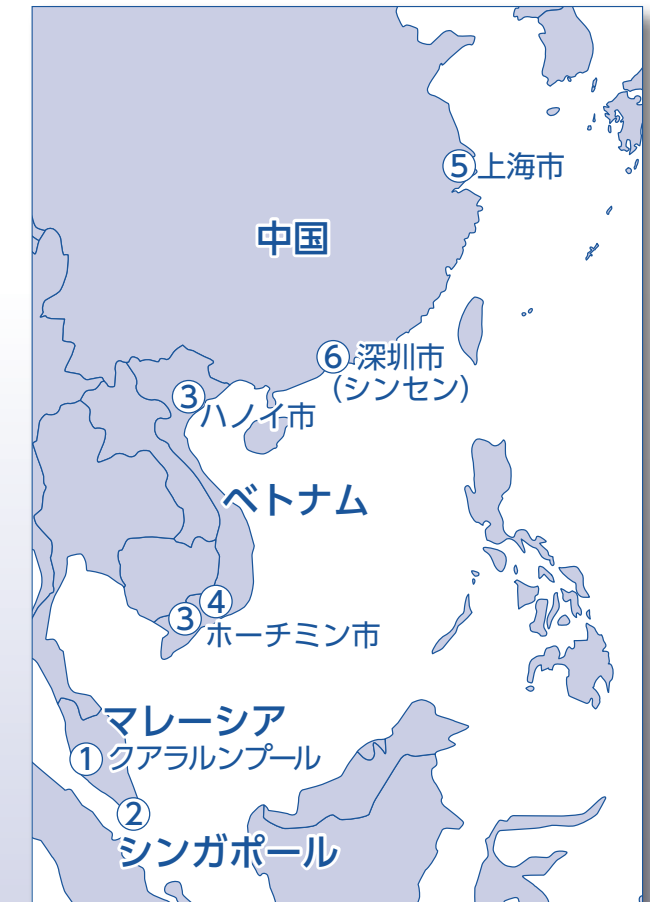 ⑤上海市
中国
⑥深圳市
（シンセン）
③
ハノイ市
ベトナム
④
③
ホーチミン市
マレーシア
①クアラルンプール
②
シンガポール